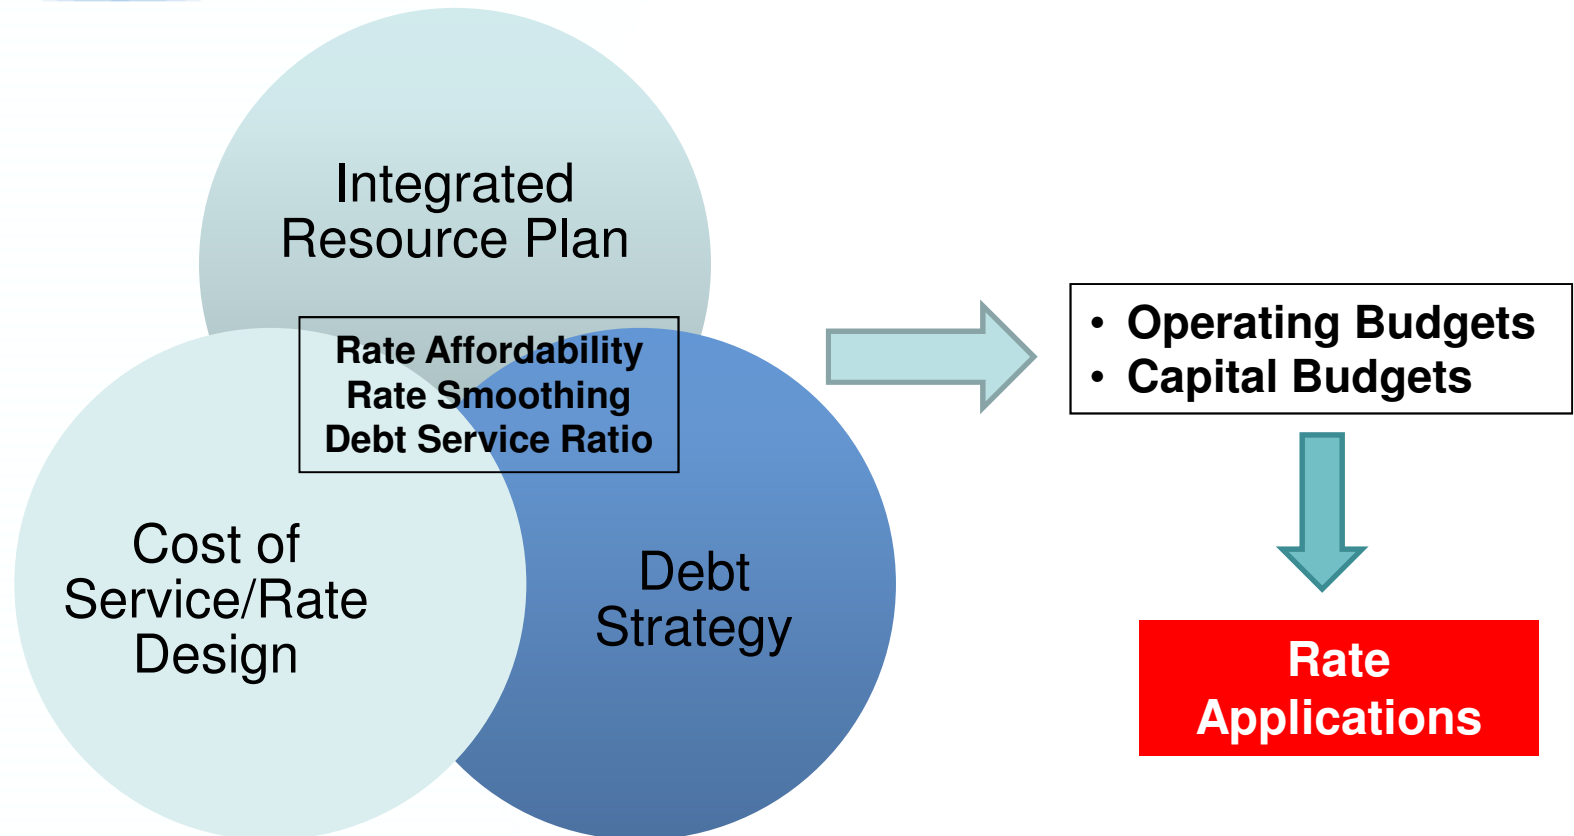 Integrated
Resource Plan
Rate Affordability
Rate Smoothing
Debt Service Ratio
Cost of
Service/Rate
Design
Debt
Strategy
• Operating Budgets
• Capital Budgets
Rate
Applications